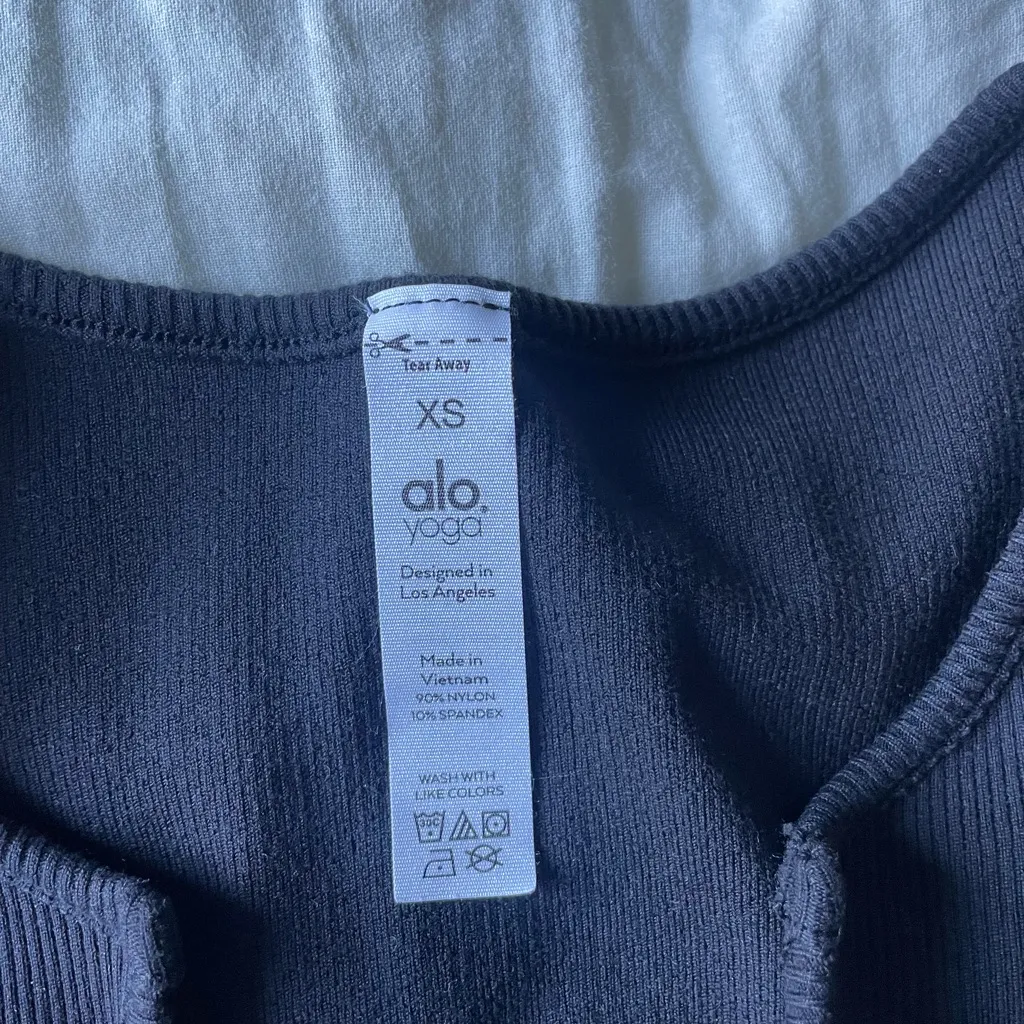 Tear Away
XS
alo.
yoga
Designed in
Los Angeles
Made in
Vietnam
90% NYLON
10% SPANDEX
WASH WITH
LIKE COLORS